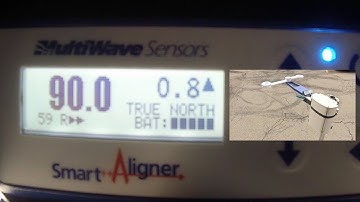 MultiWave Sensors
90.0 0.8▲
59 R▶▶ TRUE NORTH
BAT:
Smart Aligner